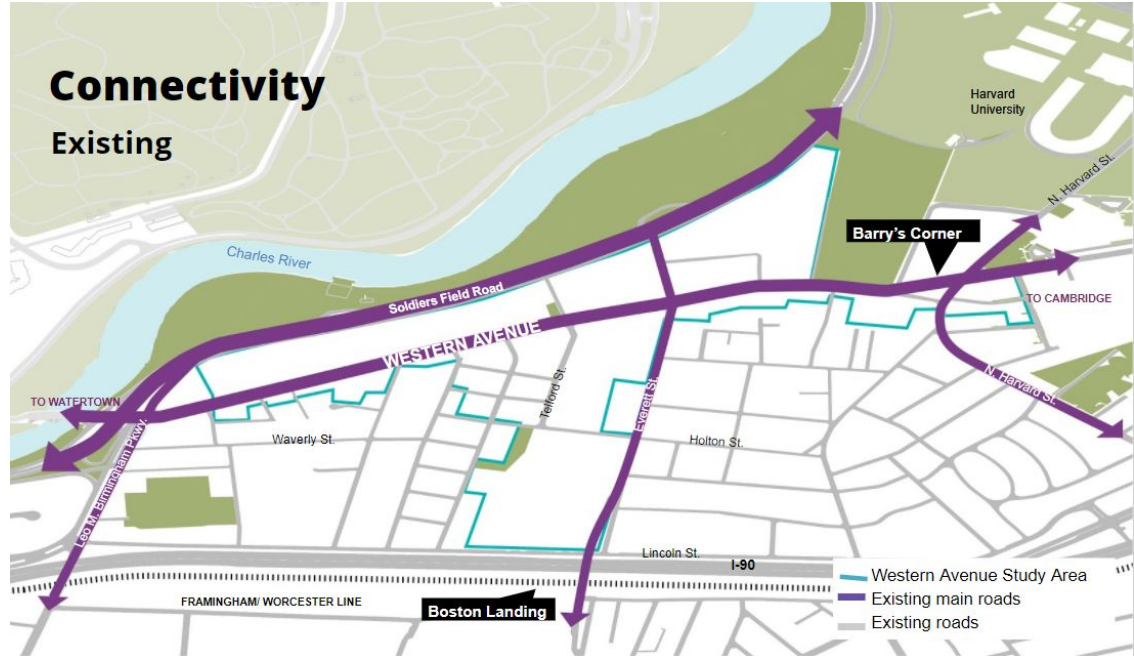 Connectivity
Existing
Harvard
University
N. Harvard St.
Barry's Corner
Charles River
Soldiers Field Road
TO CAMBRIDGE
WESTERN AVENUE
TO WATERTOWN
Telford St.
N. Harvard St.
Everett St.
Leo M. Birmingham PKWY.
Waverly St.
Holton St.
Lincoln St.
I-90
Western Avenue Study Area
Existing main roads
Existing roads
FRAMINGHAM/ WORCESTER LINE
Boston Landing